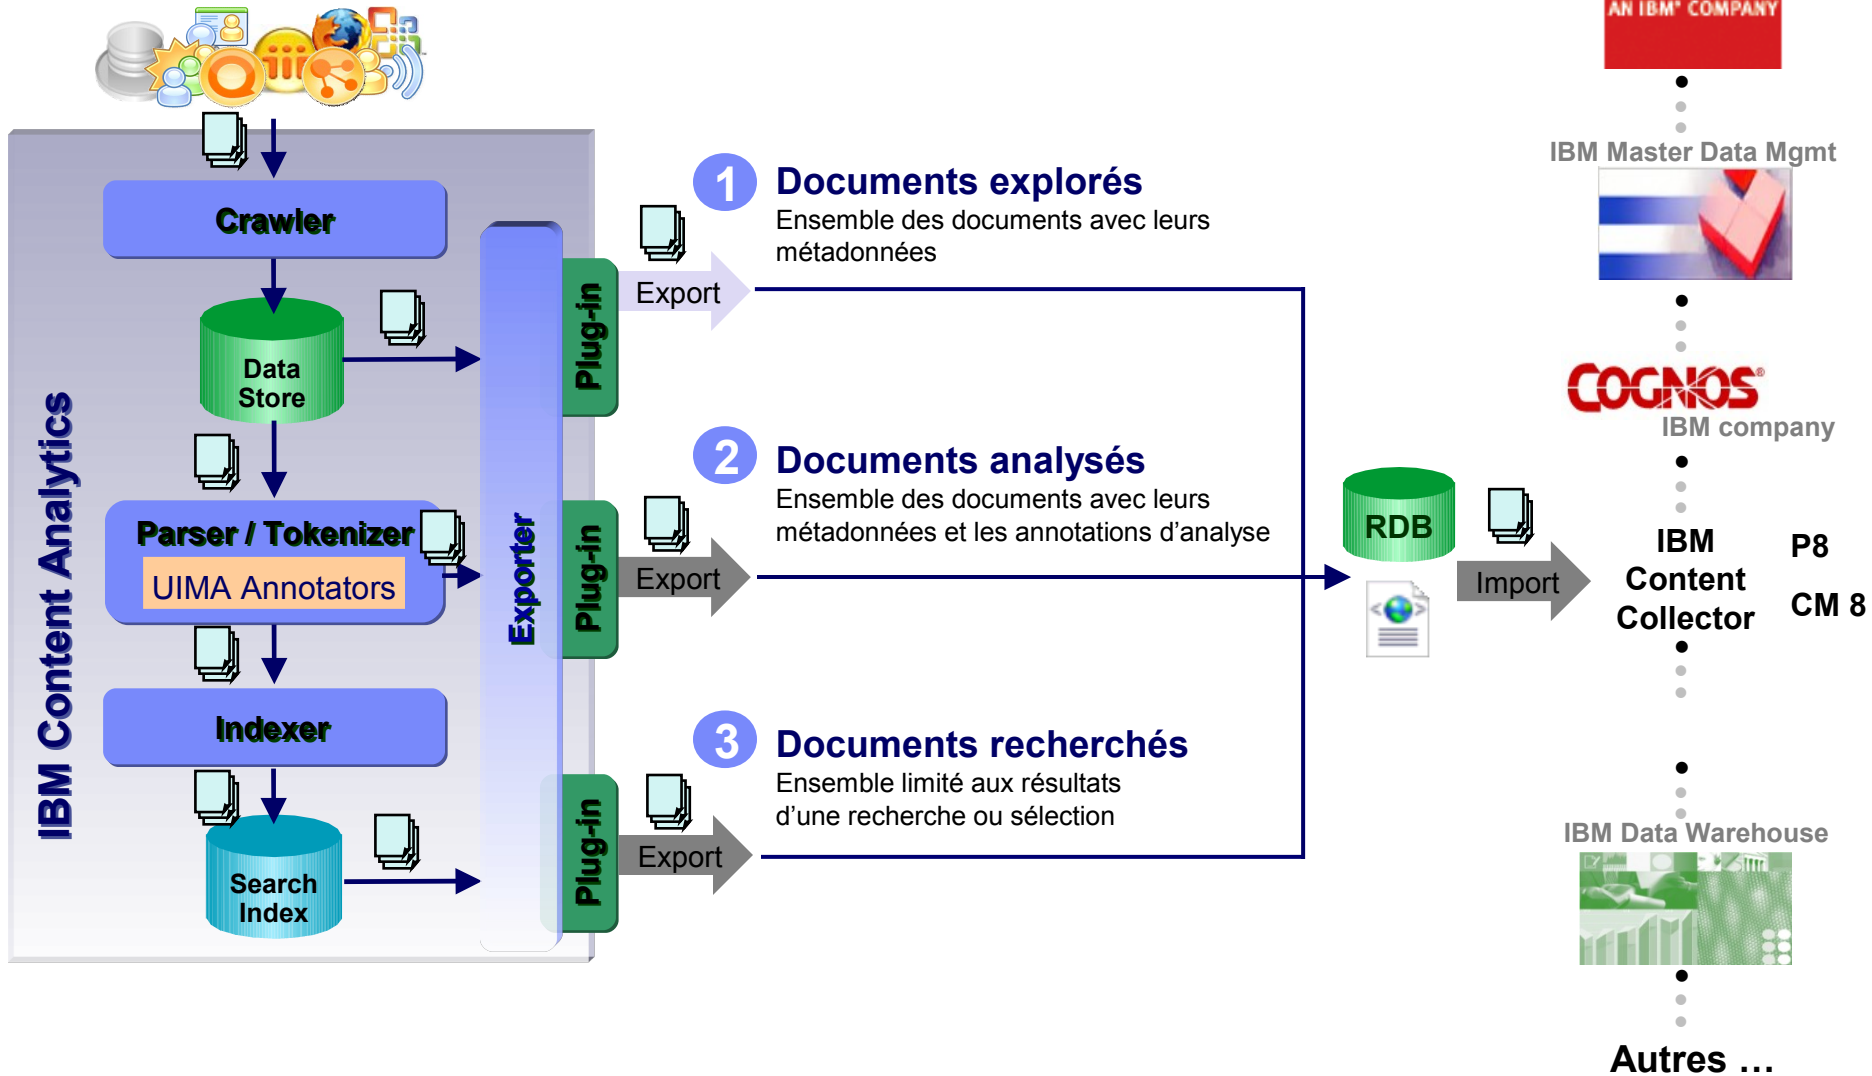 AN IBM® COMPANY
IBM Content Analytics
Crawler
Data
Store
Parser / Tokenizer
UIMA Annotators
Indexer
Search
Index
Exporter
Plug-in
Export
1
Documents explorés
Ensemble des documents avec leurs
métadonnées
Plug-in
Export
2
Documents analysés
Ensemble des documents avec leurs
métadonnées et les annotations d’analyse
Plug-in
Export
3
Documents recherchés
Ensemble limité aux résultats
d’une recherche ou sélection
RDB
Import
IBM Master Data Mgmt
COGNOS®
IBM company
IBM
Content
Collector
P8
CM 8
IBM Data Warehouse
Autres …